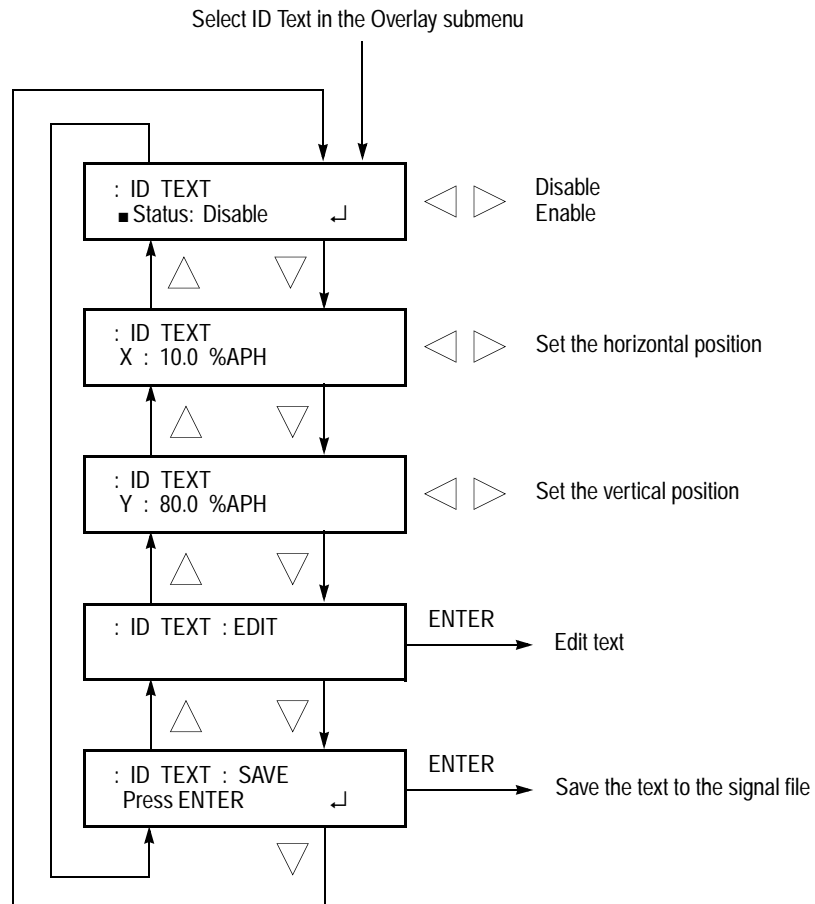 Select ID Text in the Overlay submenu
: ID TEXT
■ Status: Disable ↵
Disable
Enable
: ID TEXT
X : 10.0 %APH
Set the horizontal position
: ID TEXT
Y : 80.0 %APH
Set the vertical position
: ID TEXT : EDIT
ENTER
Edit text
: ID TEXT : SAVE
Press ENTER ↵
ENTER
Save the text to the signal file